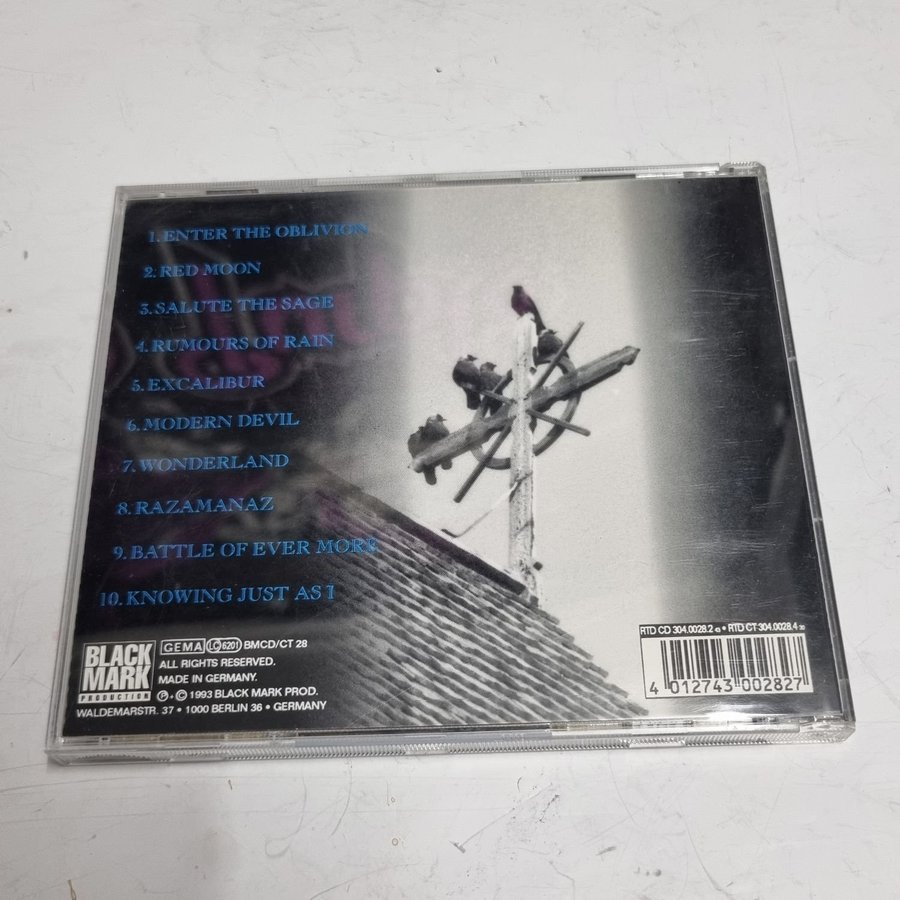 1. ENTER THE OBLIVION
2. RED MOON
3. SALUTE THE SAGE
4. RUMOURS OF RAIN
5. EXCALIBUR
6. MODERN DEVIL
7. WONDERLAND
8. RAZAMANAZ
9. BATTLE OF EVER MORE
10. KNOWING JUST AS I
BLACK
MARK
PRODUCTION
GEMA LC 6201 BMCD/CT 28
ALL RIGHTS RESERVED.
MADE IN GERMANY.
℗ + © 1993 BLACK MARK PROD.
WALDEMARSTR. 37 • 1000 BERLIN 36 • GERMANY
RTD CD 304.0028.2 • RTD CT 304.0028.4
4 012743 002827